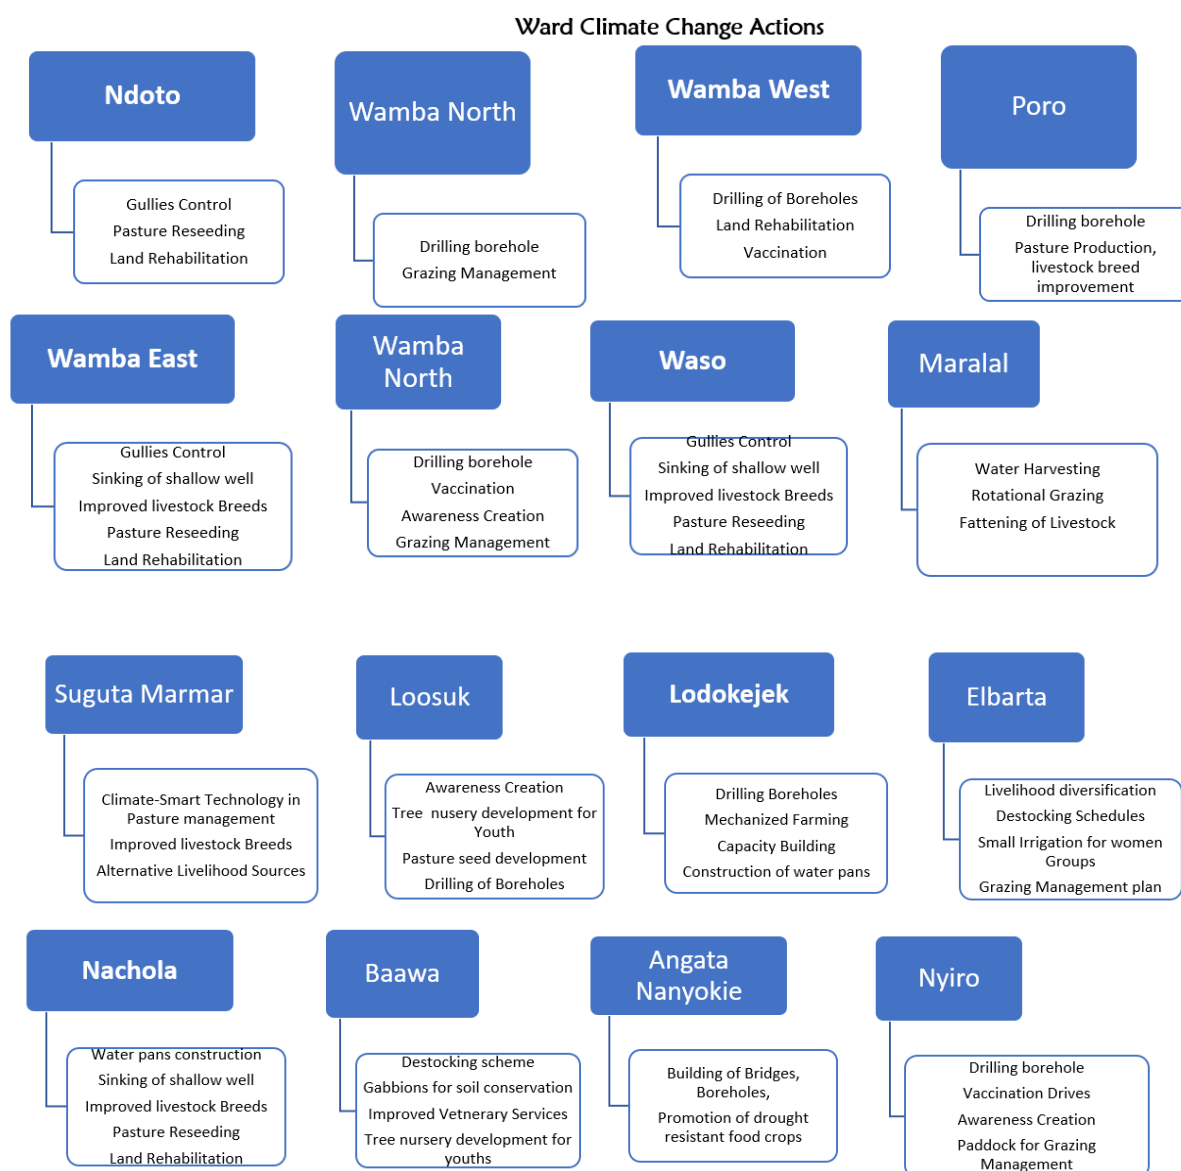 Ward Climate Change Actions
Ndoto
Gullies Control
Pasture Reseeding
Land Rehabilitation
Wamba North
Drilling borehole
Grazing Management
Wamba West
Drilling of Boreholes
Land Rehabilitation
Vaccination
Poro
Drilling borehole
Pasture Production,
livestock breed
improvement
Wamba East
Gullies Control
Sinking of shallow well
Improved livestock Breeds
Pasture Reseeding
Land Rehabilitation
Wamba
North
Drilling borehole
Vaccination
Awareness Creation
Grazing Management
Waso
Gullies Control
Sinking of shallow well
Improved livestock Breeds
Pasture Reseeding
Land Rehabilitation
Maralal
Water Harvesting
Rotational Grazing
Fattening of Livestock
Suguta Marmar
Climate-Smart Technology in
Pasture management
Improved livestock Breeds
Alternative Livelihood Sources
Loosuk
Awareness Creation
Tree nusery development for
Youth
Pasture seed development
Drilling of Boreholes
Lodokejek
Drilling Boreholes
Mechanized Farming
Capacity Building
Construction of water pans
Elbarta
Livelihood diversification
Destocking Schedules
Small Irrigation for women
Groups
Grazing Management plan
Nachola
Water pans construction
Sinking of shallow well
Improved livestock Breeds
Pasture Reseeding
Land Rehabilitation
Baawa
Destocking scheme
Gabbions for soil conservation
Improved Vetnerary Services
Tree nursery development for
youths
Angata
Nanyokie
Building of Bridges,
Boreholes,
Promotion of drought
resistant food crops
Nyiro
Drilling borehole
Vaccination Drives
Awareness Creation
Paddock for Grazing
Management